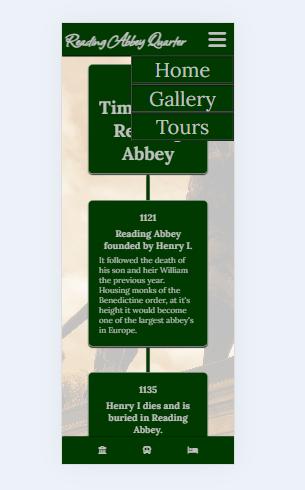 Reading Abbey Quarter
Home
Gallery
Tours
Tim
Re
Abbey
1121
Reading Abbey
founded by Henry I.
It followed the death of
his son and heir William
the previous year.
Housing monks of the
Benedictine order, at it's
height it would become
one of the largest abbey's
in Europe.
1135
Henry I dies and is
buried in Reading
Abbey.